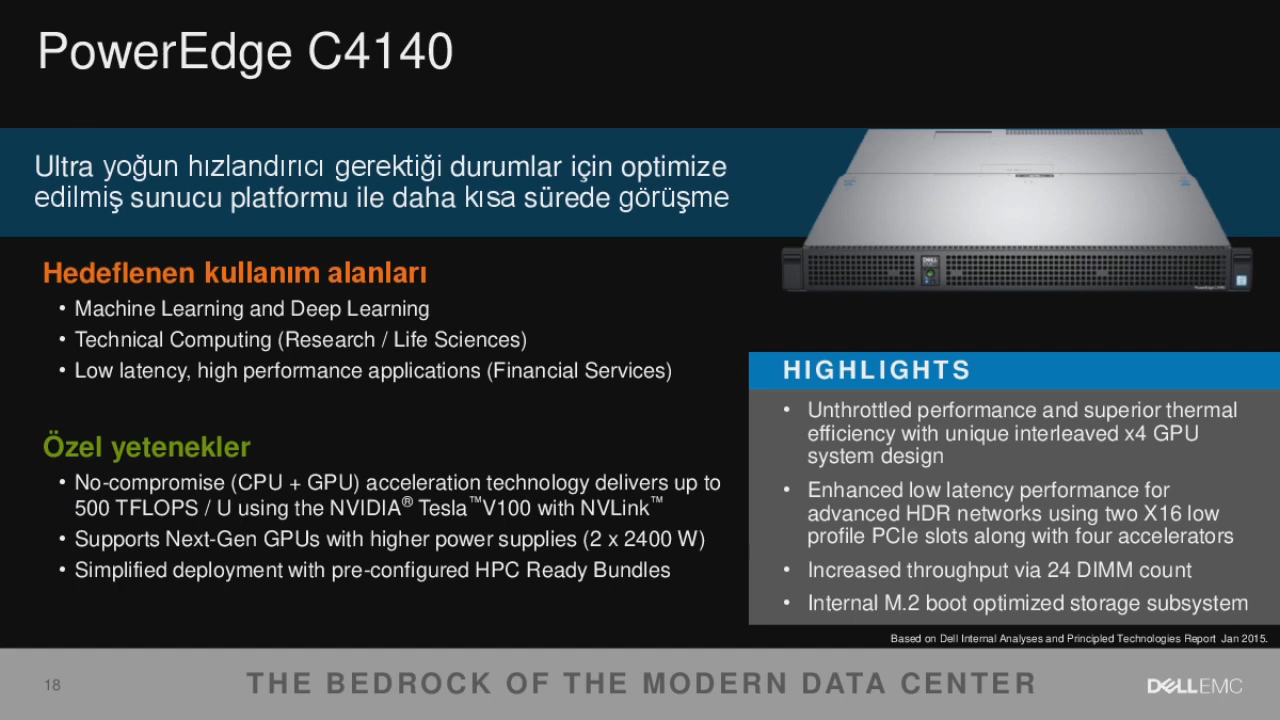 PowerEdge C4140
Ultra yoğun hızlandırıcı gerektiği durumlar için optimize
edilmiş sunucu platformu ile daha kısa sürede görüşme
Hedeflenen kullanım alanları
• Machine Learning and Deep Learning
• Technical Computing (Research / Life Sciences)
• Low latency, high performance applications (Financial Services)
Özel yetenekler
• No-compromise (CPU + GPU) acceleration technology delivers up to
500 TFLOPS / U using the NVIDIA® Tesla™V100 with NVLink™
• Supports Next-Gen GPUs with higher power supplies (2 x 2400 W)
• Simplified deployment with pre-configured HPC Ready Bundles
DELL
PowerEdge C4140
HIGHLIGHTS
• Unthrottled performance and superior thermal
efficiency with unique interleaved x4 GPU
system design
• Enhanced low latency performance for
advanced HDR networks using two X16 low
profile PCIe slots along with four accelerators
• Increased throughput via 24 DIMM count
• Internal M.2 boot optimized storage subsystem
Based on Dell Internal Analyses and Principled Technologies Report Jan 2015.
18
THE BEDROCK OF THE MODERN DATA CENTER
DELLEMC